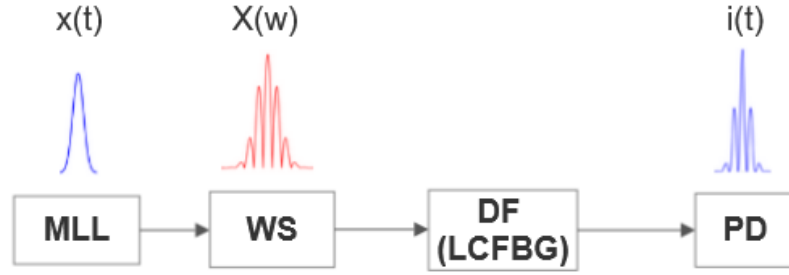 x(t) X(w) i(t)
MLL WS DF (LCFBG) PD